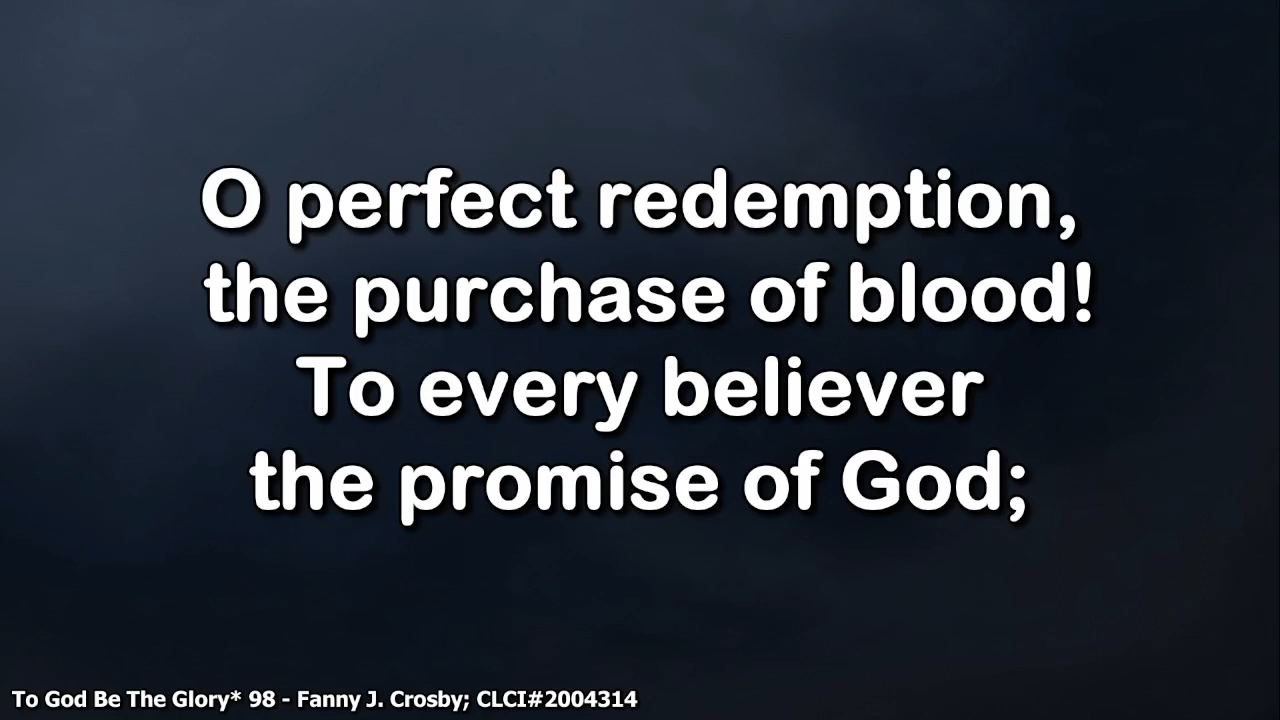 O perfect redemption,
the purchase of blood!
To every believer
the promise of God;
To God Be The Glory* 98 - Fanny J. Crosby; CLCI#2004314